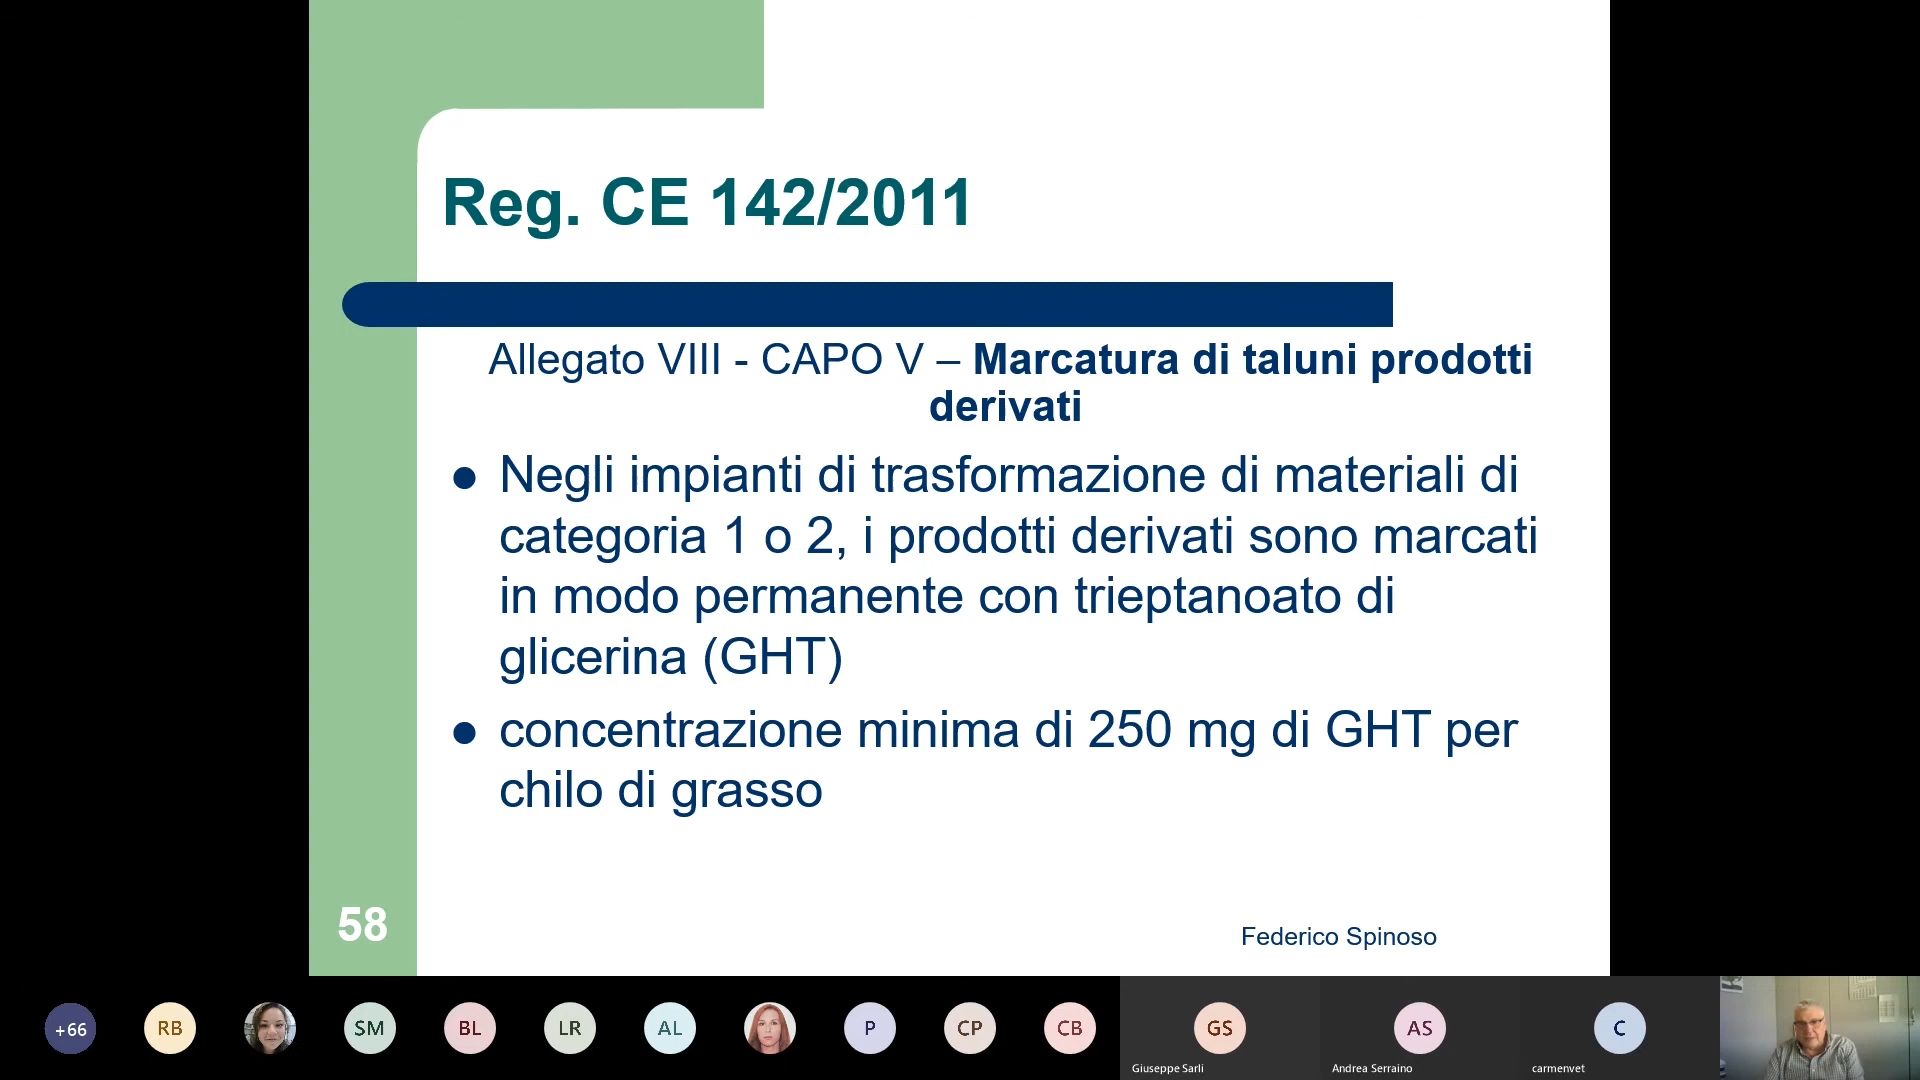 Reg. CE 142/2011
Allegato VIII - CAPO V – Marcatura di taluni prodotti
derivati
● Negli impianti di trasformazione di materiali di
categoria 1 o 2, i prodotti derivati sono marcati
in modo permanente con trieptanoato di
glicerina (GHT)
● concentrazione minima di 250 mg di GHT per
chilo di grasso
58
Federico Spinoso
+66
RB
SM
BL
LR
AL
P
CP
CB
GS
Giuseppe Sarli
AS
Andrea Serraino
C
carmenvet